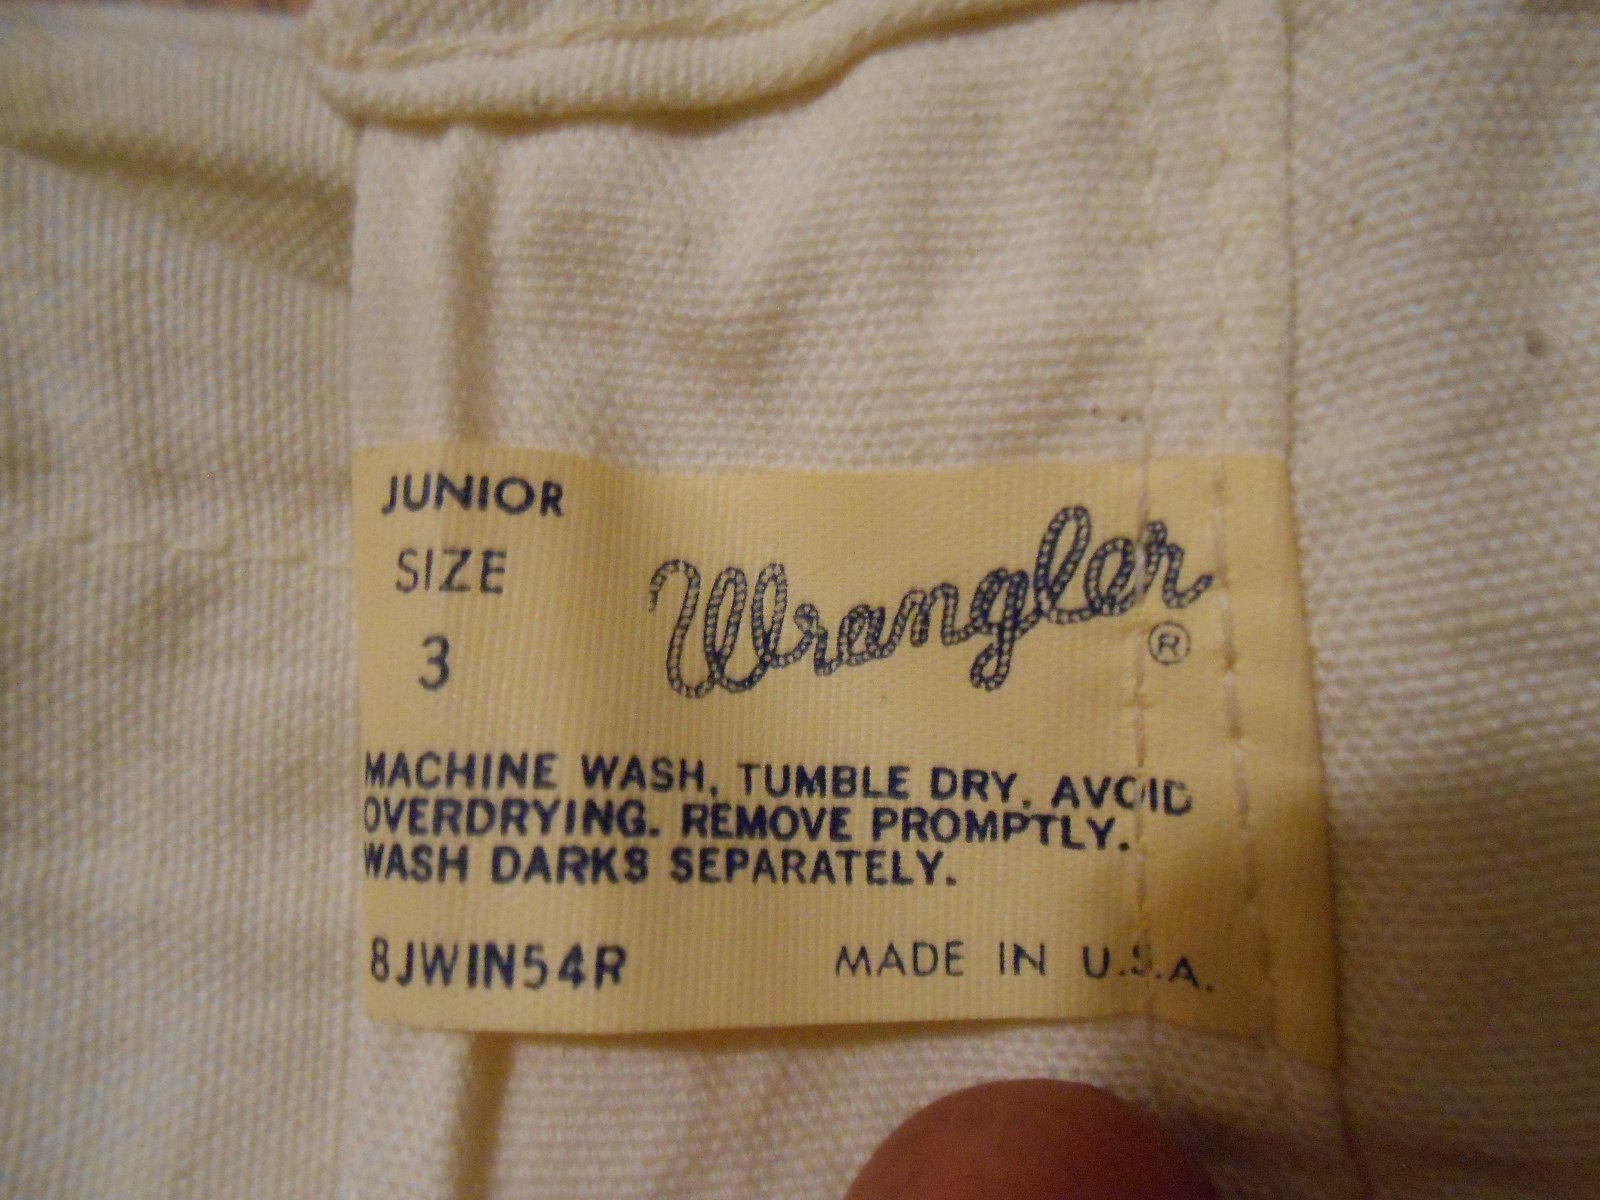 JUNIOR
SIZE
3
Wrangler
®
MACHINE WASH, TUMBLE DRY. AVOID
OVERDRYING. REMOVE PROMPTLY.
WASH DARKS SEPARATELY.
8JWIN54R MADE IN U.S.A.